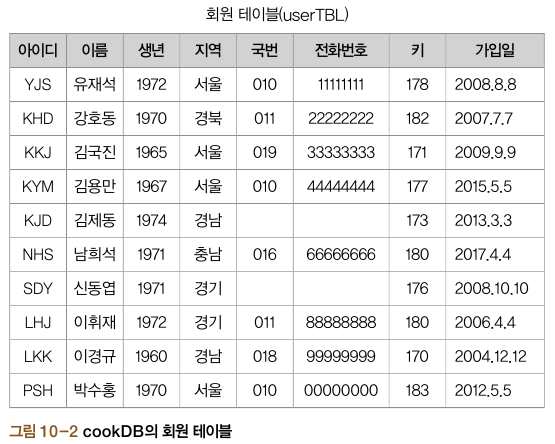 회원 테이블(userTBL)
아이디 이름 생년 지역 국번 전화번호 키 가입일
YJS 유재석 1972 서울 010 11111111 178 2008.8.8
KHD 강호동 1970 경북 011 22222222 182 2007.7.7
KKJ 김국진 1965 서울 019 33333333 171 2009.9.9
KYM 김용만 1967 서울 010 44444444 177 2015.5.5
KJD 김제동 1974 경남 173 2013.3.3
NHS 남희석 1971 충남 016 66666666 180 2017.4.4
SDY 신동엽 1971 경기 176 2008.10.10
LHJ 이휘재 1972 경기 011 88888888 180 2006.4.4
LKK 이경규 1960 경남 018 99999999 170 2004.12.12
PSH 박수홍 1970 서울 010 00000000 183 2012.5.5
그림 10-2 cookDB의 회원 테이블